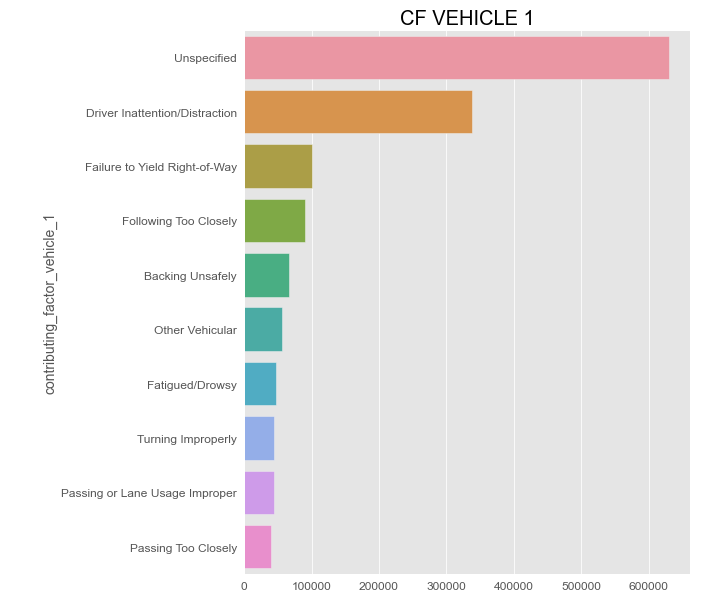 CF VEHICLE 1
contributing_factor_vehicle_1
Unspecified
Driver Inattention/Distraction
Failure to Yield Right-of-Way
Following Too Closely
Backing Unsafely
Other Vehicular
Fatigued/Drowsy
Turning Improperly
Passing or Lane Usage Improper
Passing Too Closely
0 100000 200000 300000 400000 500000 600000